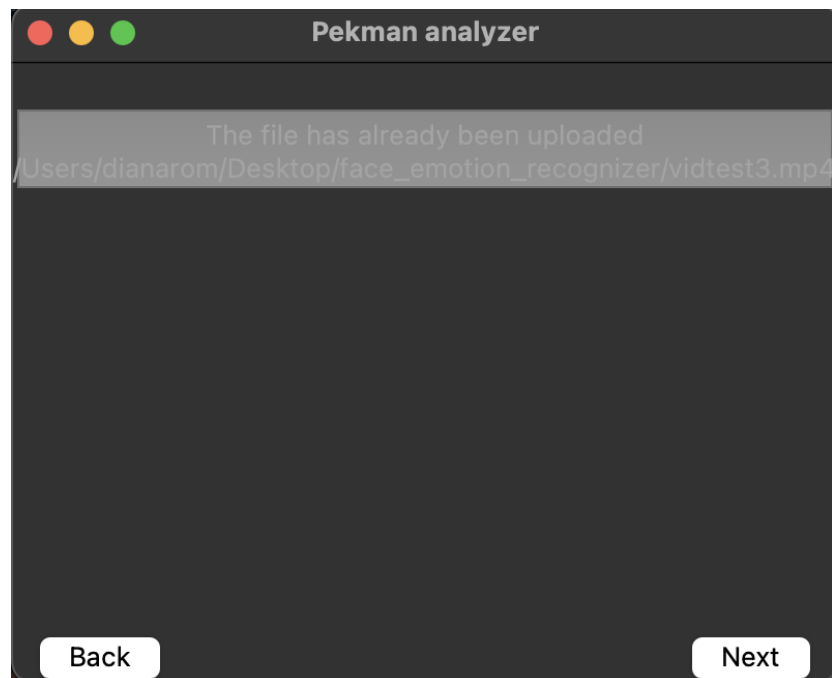 Pekman analyzer
The file has already been uploaded
/Users/dianarom/Desktop/face_emotion_recognizer/vidtest3.mp4
Back
Next